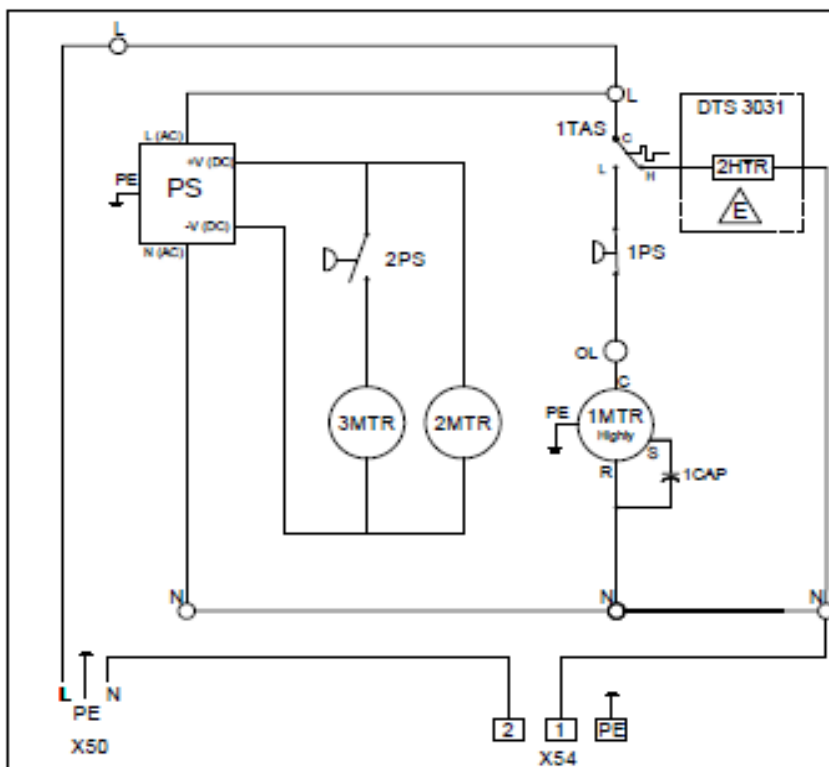 L
L
DTS 3031
1TAS
C
L (AC)
+V (DC)
2HTR
PE
PS
L
H
E
-V (DC)
N (AC)
2PS
1PS
OL
C
PE
3MTR
2MTR
1MTR
Highly
S
R
1CAP
N
N
N
L
N
PE
2
1
PE
X50
X54